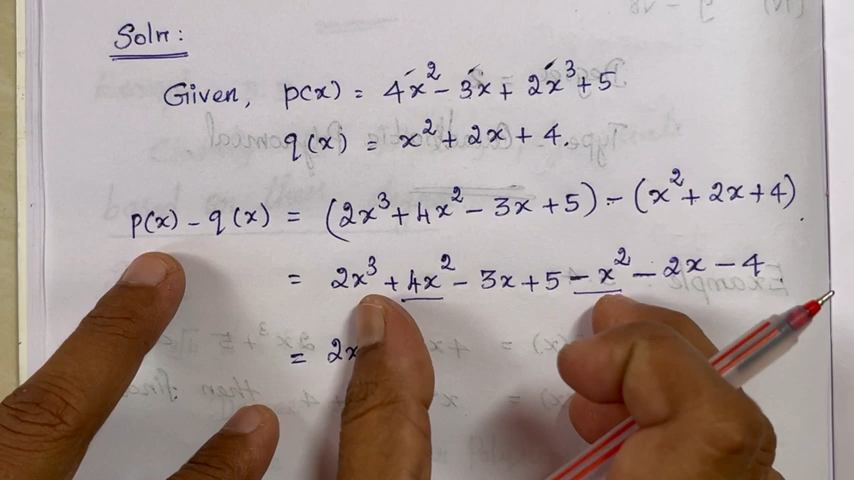 Soln:
Given, p(x) = 4x² - 3x + 2x³ + 5
q(x) = x² + 2x + 4.
p(x) - q(x) = (2x³ + 4x² - 3x + 5) - (x² + 2x + 4).
= 2x³ + 4x² - 3x + 5 - x² - 2x - 4.
= 2x